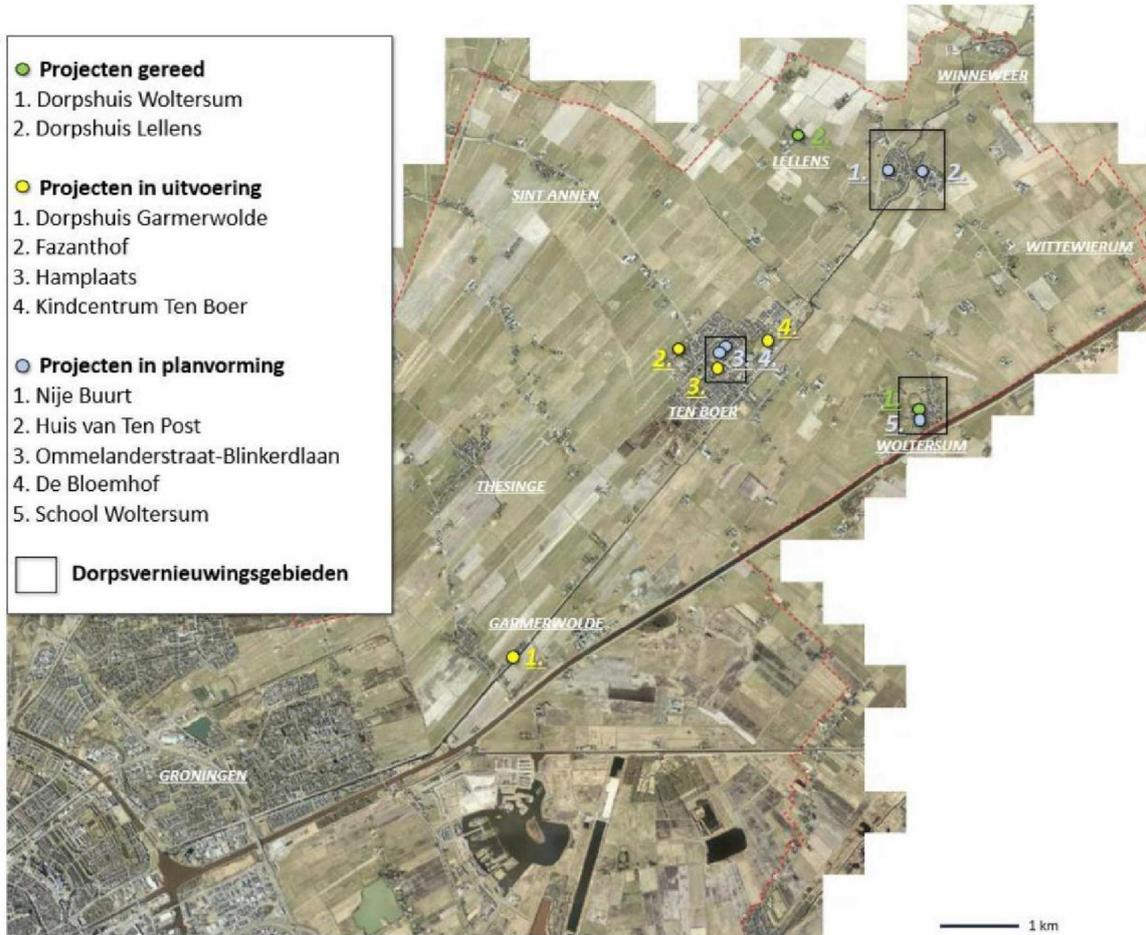 Projecten gereed
1. Dorpshuis Woltersum
2. Dorpshuis Lellens
Projecten in uitvoering
1. Dorpshuis Garmerwolde
2. Fazanthof
3. Hamplaats
4. Kindcentrum Ten Boer
Projecten in planvorming
1. Nije Buurt
2. Huis van Ten Post
3. Ommelanderstraat-Blinkerdlaan
4. De Bloemhof
5. School Woltersum
Dorpsvernieuwingsgebieden
WINNEWEER
2.
LELLENS
1.
2.
SINT ANNEN
WITTEWIERUM
4.
2.
3. 4.
3.
TEN BOER
1.
5.
WOLTERSUM
THESINGE
GARMERWOLDE
1.
GRONINGEN
1 km